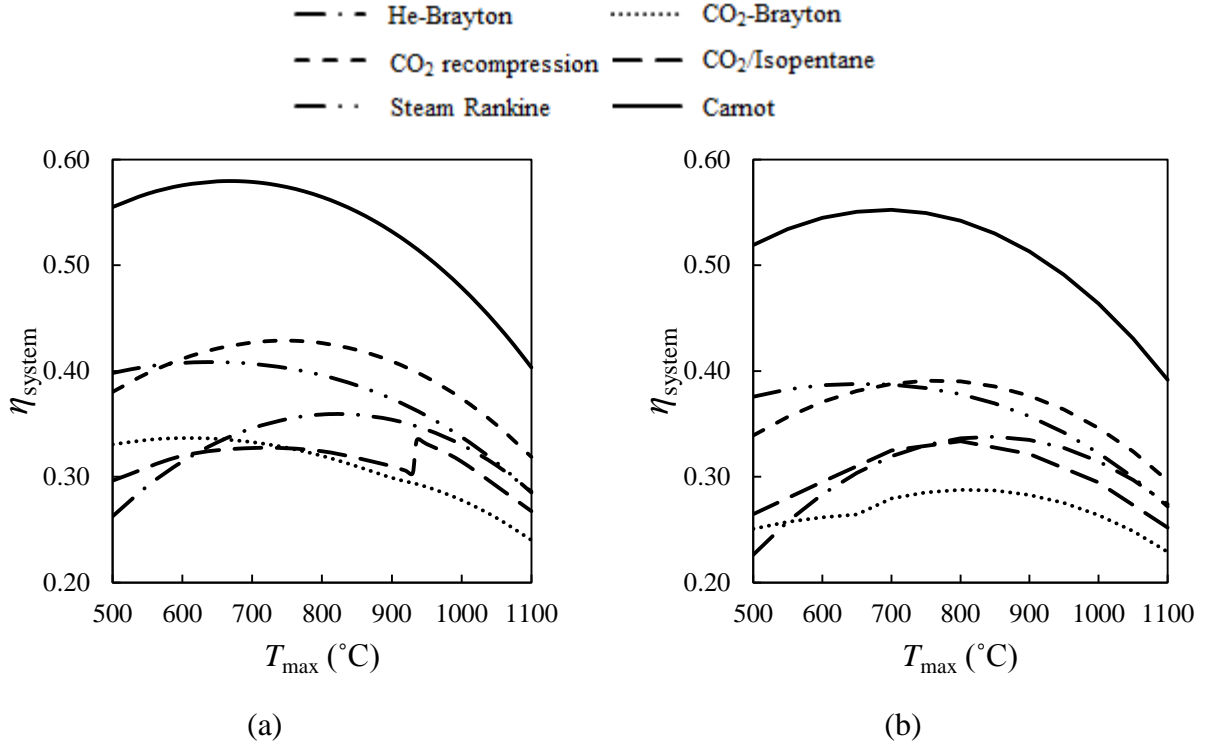 He-Brayton CO2-Brayton
CO2 recompression CO2/Isopentane
Steam Rankine Carnot
0.60
0.50
0.40
0.30
0.20
ηsystem
500 600 700 800 900 1000 1100
Tmax (˚C)
(a)
0.60
0.50
0.40
0.30
0.20
ηsystem
500 600 700 800 900 1000 1100
Tmax (˚C)
(b)